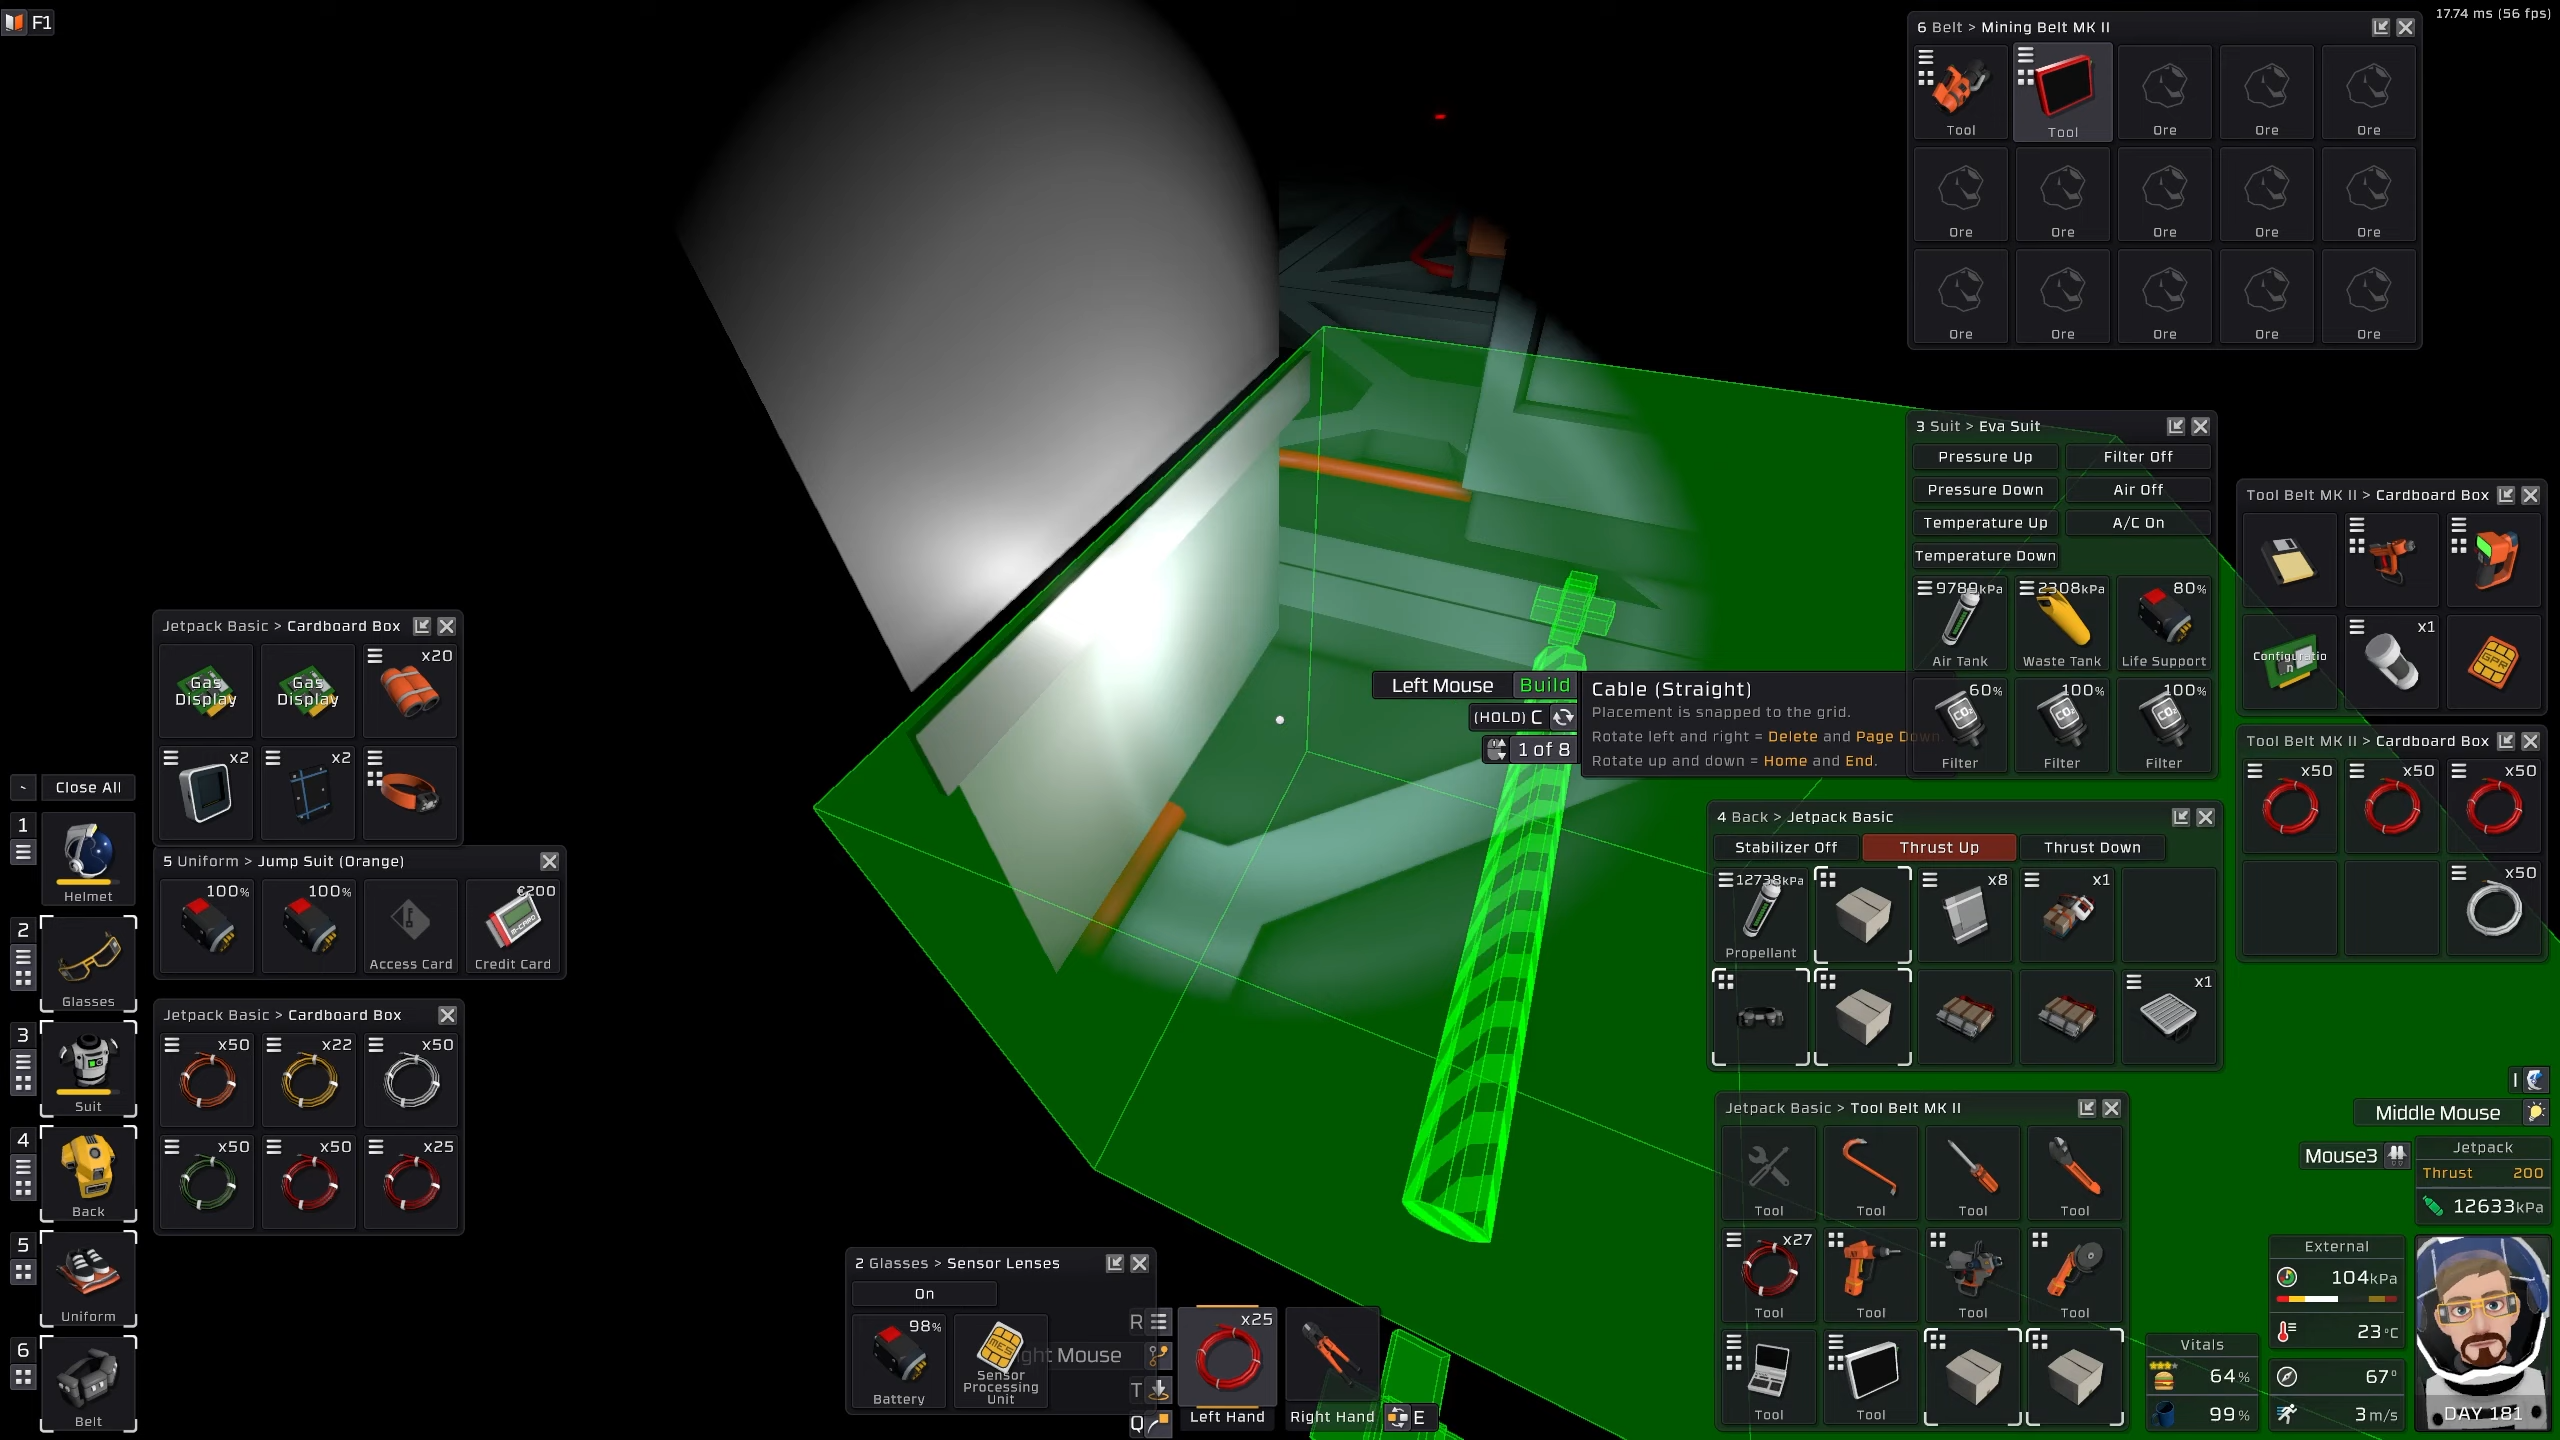 F1
17.74 ms (56 fps)
6 Belt > Mining Belt MK II
Tool
Tool
Ore
Ore
Ore
Ore
Ore
Ore
Ore
Ore
Ore
Ore
Ore
Ore
Ore
3 Suit > Eva Suit
Pressure Up
Filter Off
Pressure Down
Air Off
Temperature Up
A/C On
Temperature Down
9789kPa
2308kPa
80%
Air Tank
Waste Tank
Life Support
60%
100%
100%
Filter
Filter
Filter
Tool Belt MK II > Cardboard Box
x1
GPR
Tool Belt MK II > Cardboard Box
x50
x50
x50
x50
Jetpack Basic > Cardboard Box
Gas Display
Gas Display
x20
x2
x2
~
Close All
1
Helmet
2
Glasses
3
Suit
4
Back
5
Uniform
6
Belt
5 Uniform > Jump Suit (Orange)
100%
100%
€200
Access Card
Credit Card
Jetpack Basic > Cardboard Box
x50
x22
x50
x50
x50
x25
Left Mouse
Build
(HOLD) C
1 of 8
Cable (Straight)
Placement is snapped to the grid.
Rotate left and right = Delete and Page Down
Rotate up and down = Home and End.
4 Back > Jetpack Basic
Stabilizer Off
Thrust Up
Thrust Down
12738kPa
x8
x1
Propellant
x1
Jetpack Basic > Tool Belt MK II
Tool
Tool
Tool
Tool
x27
Tool
Tool
Tool
Tool
Tool
Tool
2 Glasses > Sensor Lenses
On
98%
Battery
Sensor Processing Unit
ght Mouse
R
T
Q
x25
Left Hand
Right Hand
E
I
Middle Mouse
Mouse3
Jetpack
Thrust 200
12633kPa
External
104kPa
23°C
Vitals
64%
99%
67°
3m/s
DAY 181